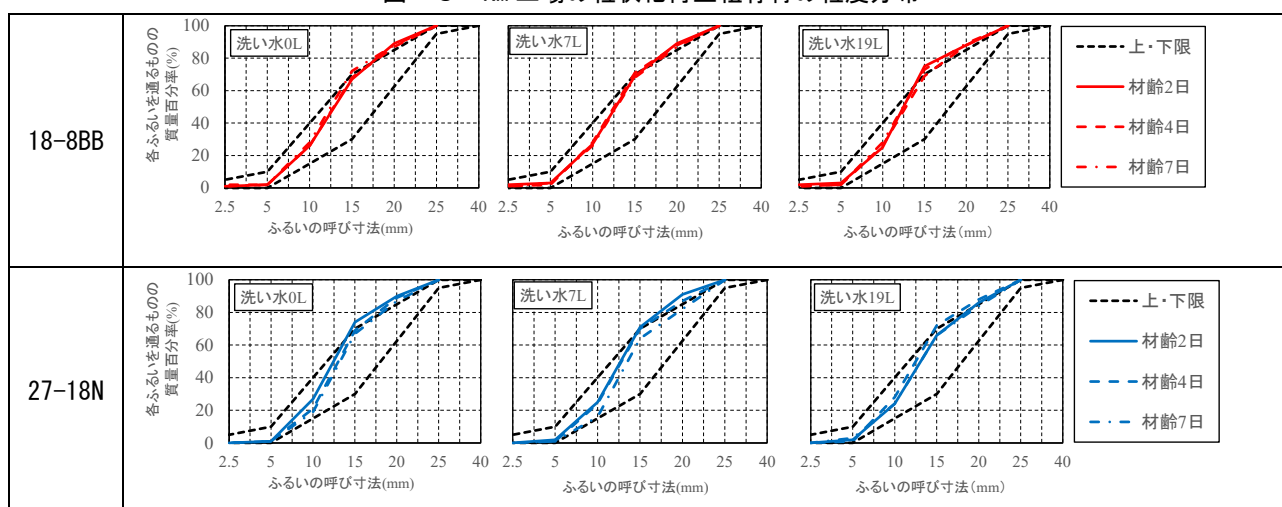 18-8BB
各ふるいを通るものの
質量百分率(%)
100
80
60
40
20
0
洗い水0L
2.5 5 10 15 20 25 40
ふるいの呼び寸法(mm)
洗い水7L
2.5 5 10 15 20 25 40
ふるいの呼び寸法(mm)
洗い水19L
2.5 5 10 15 20 25 40
ふるいの呼び寸法(mm)
上・下限
材齢2日
材齢4日
材齢7日
27-18N
各ふるいを通るものの
質量百分率(%)
100
80
60
40
20
0
洗い水0L
2.5 5 10 15 20 25 40
ふるいの呼び寸法(mm)
洗い水7L
2.5 5 10 15 20 25 40
ふるいの呼び寸法(mm)
洗い水19L
2.5 5 10 15 20 25 40
ふるいの呼び寸法(mm)
上・下限
材齢2日
材齢4日
材齢7日